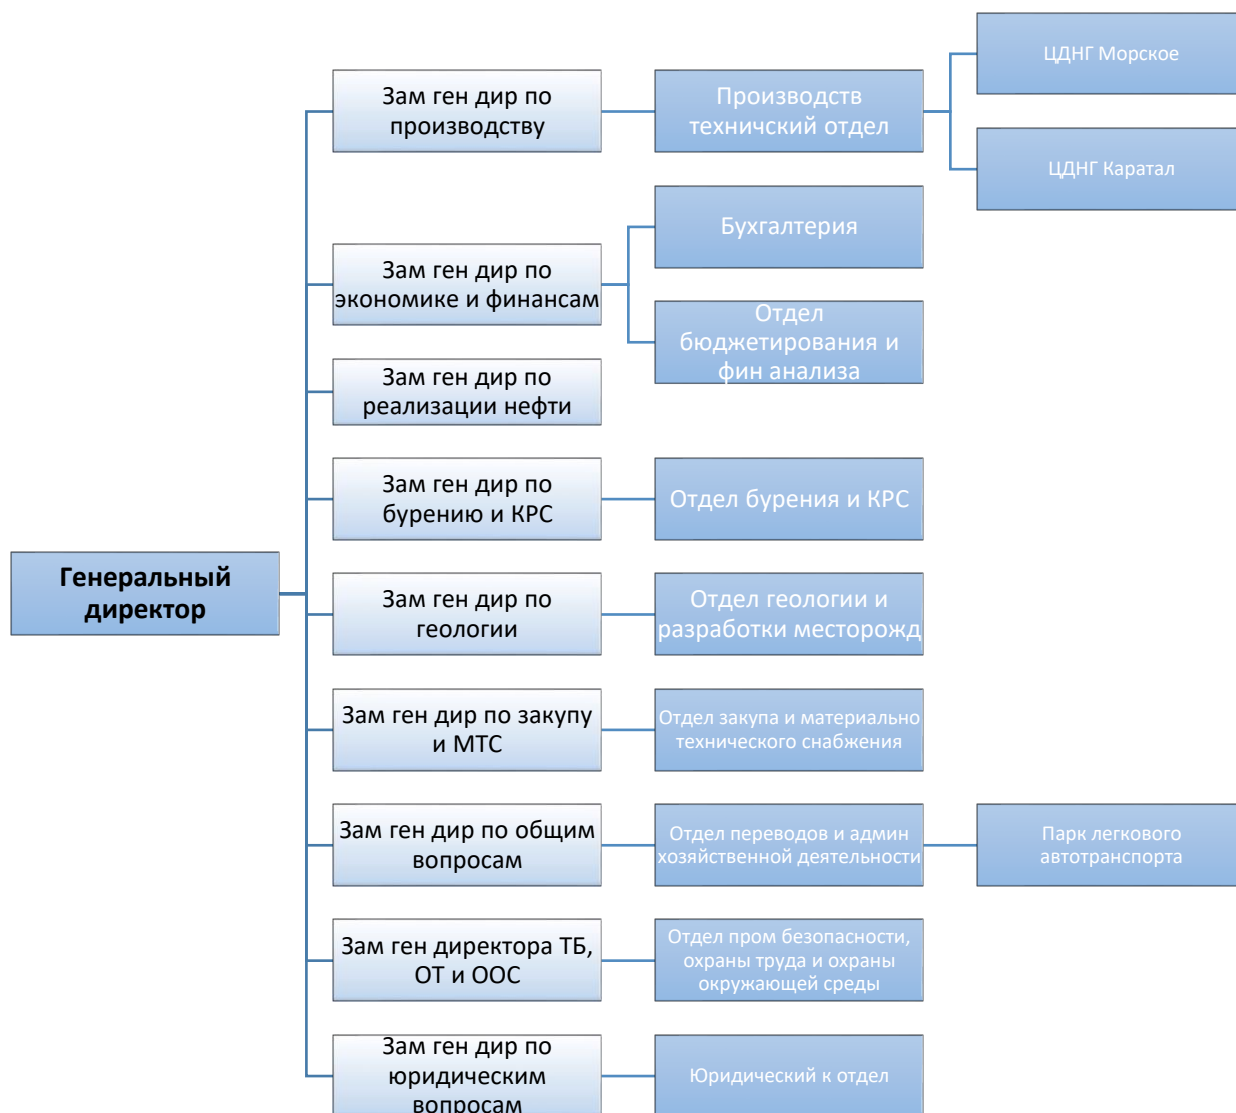 ЦДНГ Морское
Зам ген дир по
производству
Производств
техничский отдел
ЦДНГ Каратал
Бухгалтерия
Зам ген дир по
экономике и финансам
Отдел
бюджетирования и
фин анализа
Зам ген дир по
реализации нефти
Зам ген дир по
бурению и КРС
Отдел бурения и КРС
Генеральный
директор
Зам ген дир по
геологии
Отдел геологии и
разработки месторожд
Зам ген дир по закупу
и МТС
Отдел закупа и материально
технического снабжения
Зам ген дир по общим
вопросам
Отдел переводов и админ
хозяйственной деятельности
Парк легкового
автотранспорта
Зам ген директора ТБ,
ОТ и ООС
Отдел пром безопасности,
охраны труда и охраны
окружающей среды
Зам ген дир по
юридическим
вопросам
Юридический к отдел